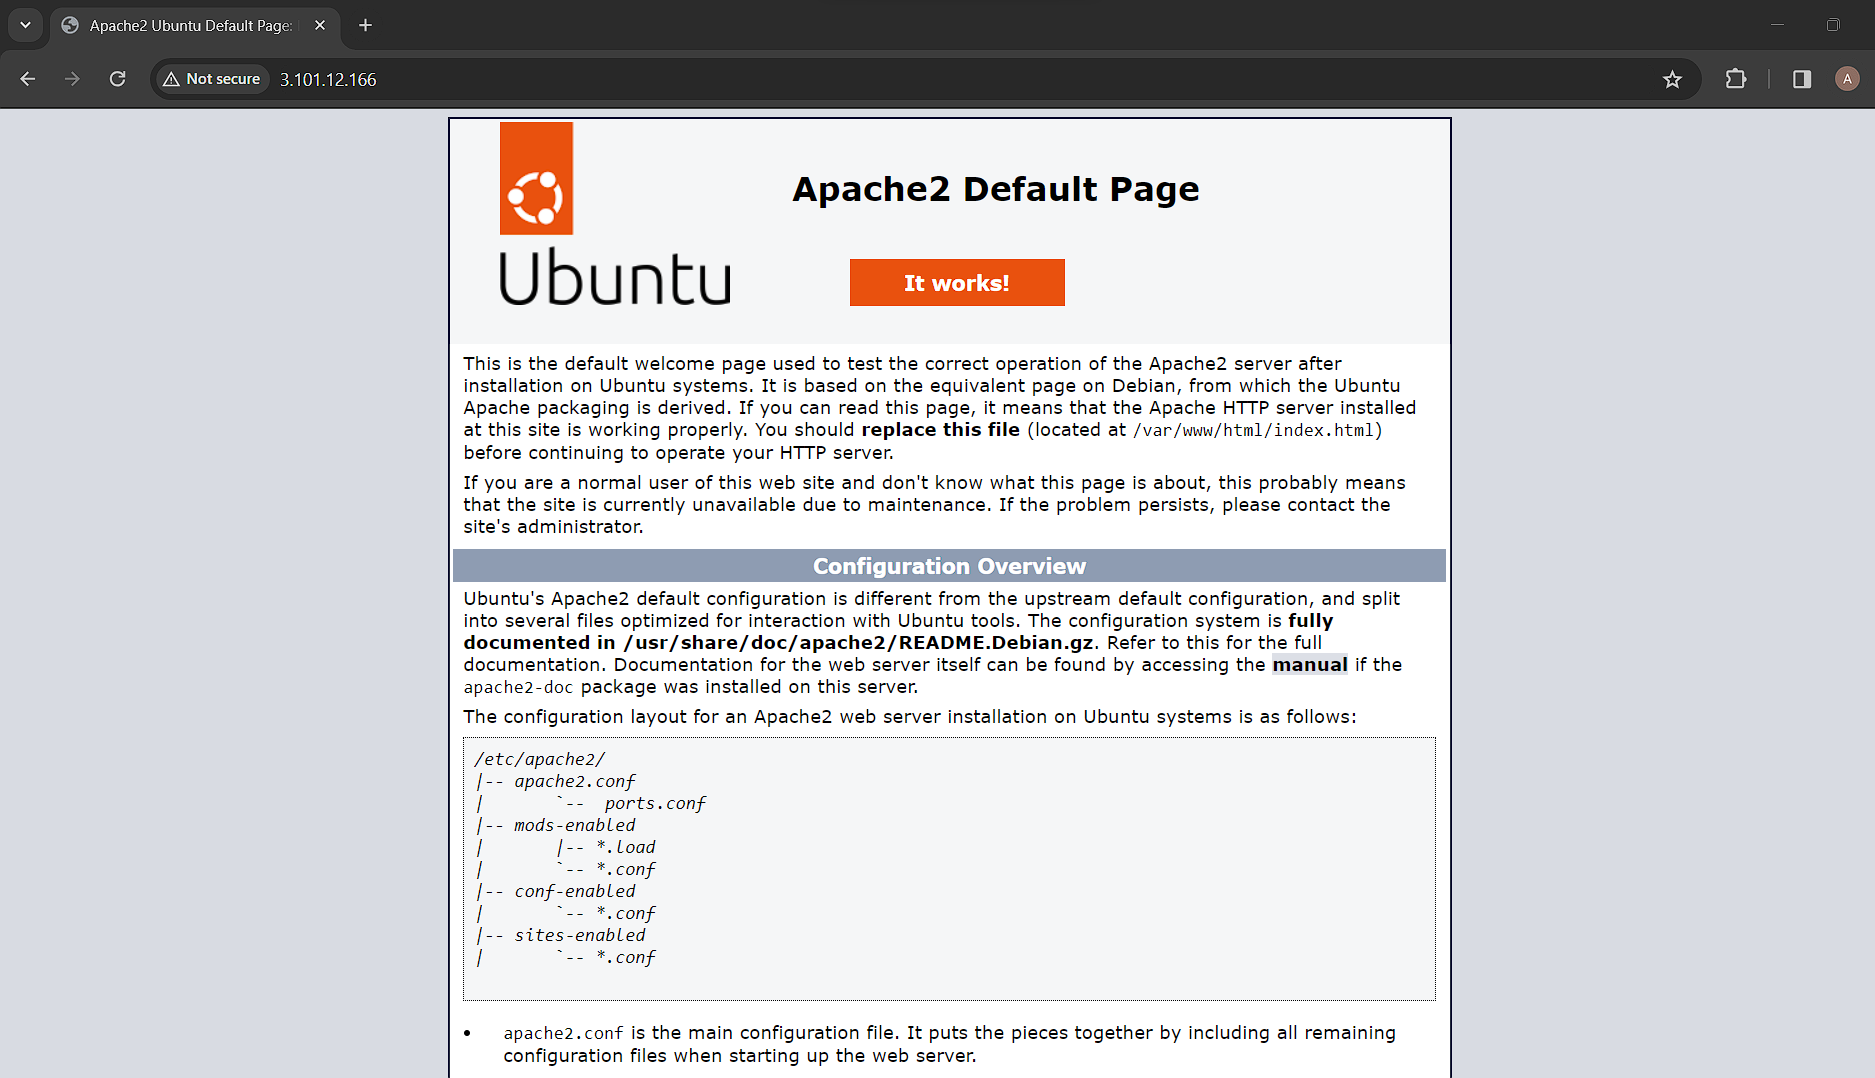 Apache2 Ubuntu Default Page:
Not secure 3.101.12.166
A
Apache2 Default Page
Ubuntu
It works!
This is the default welcome page used to test the correct operation of the Apache2 server after
installation on Ubuntu systems. It is based on the equivalent page on Debian, from which the Ubuntu
Apache packaging is derived. If you can read this page, it means that the Apache HTTP server installed
at this site is working properly. You should replace this file (located at /var/www/html/index.html)
before continuing to operate your HTTP server.
If you are a normal user of this web site and don't know what this page is about, this probably means
that the site is currently unavailable due to maintenance. If the problem persists, please contact the
site's administrator.
Configuration Overview
Ubuntu's Apache2 default configuration is different from the upstream default configuration, and split
into several files optimized for interaction with Ubuntu tools. The configuration system is fully
documented in /usr/share/doc/apache2/README.Debian.gz. Refer to this for the full
documentation. Documentation for the web server itself can be found by accessing the manual if the
apache2-doc package was installed on this server.
The configuration layout for an Apache2 web server installation on Ubuntu systems is as follows:
/etc/apache2/
|-- apache2.conf
|       `--  ports.conf
|-- mods-enabled
|       |-- *.load
|       `-- *.conf
|-- conf-enabled
|       `-- *.conf
|-- sites-enabled
|       `-- *.conf
• apache2.conf is the main configuration file. It puts the pieces together by including all remaining
configuration files when starting up the web server.